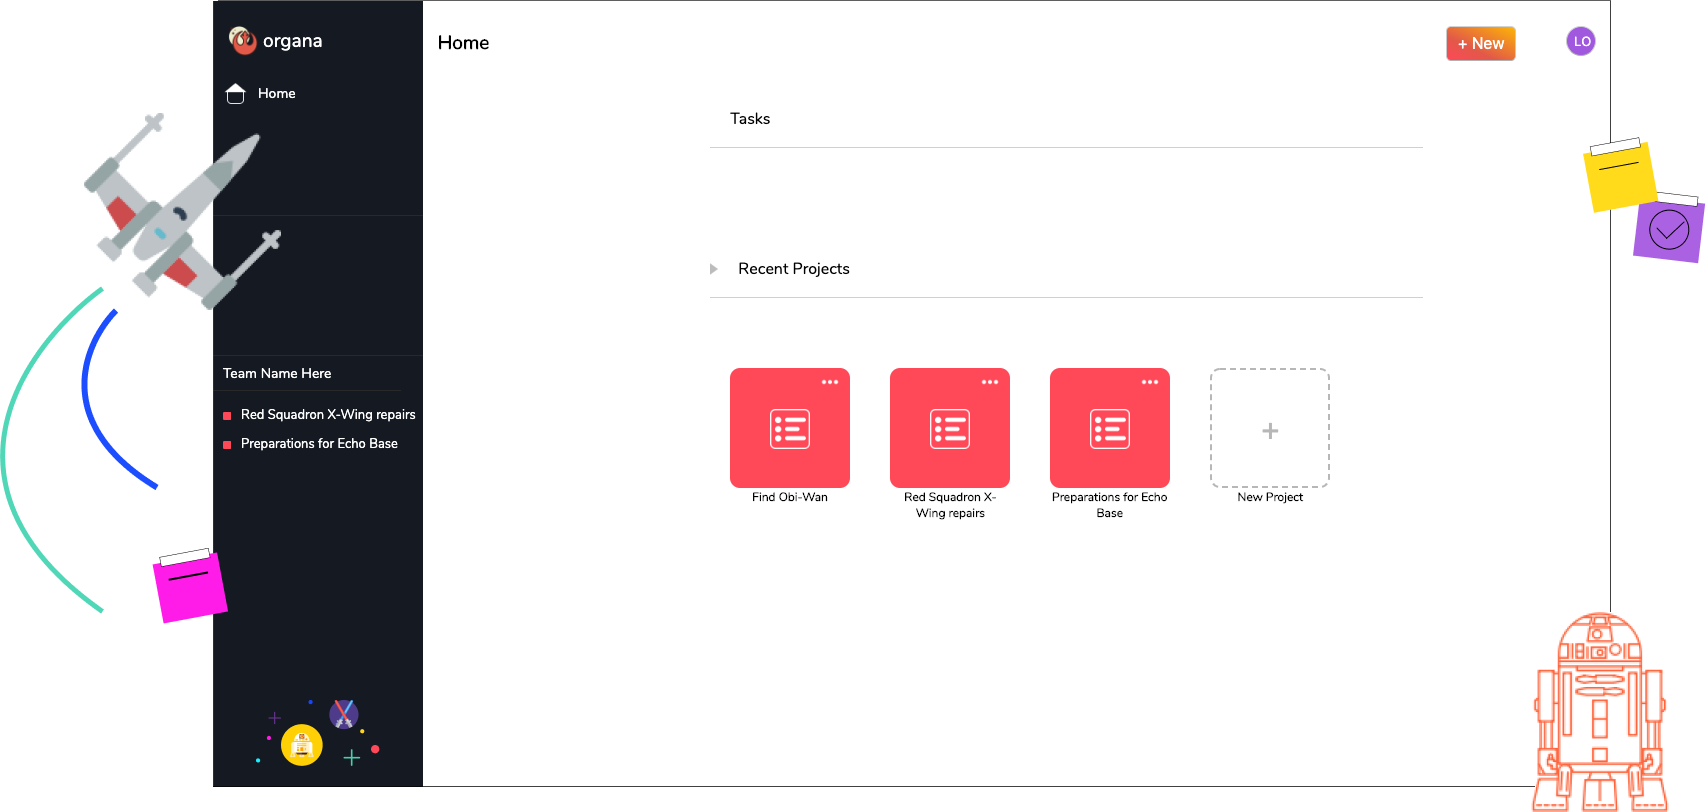 organa
Home
Home
+ New
LO
Tasks
Recent Projects
Team Name Here
Red Squadron X-Wing repairs
Preparations for Echo Base
Find Obi-Wan
Red Squadron X-
Wing repairs
Preparations for Echo
Base
+
New Project